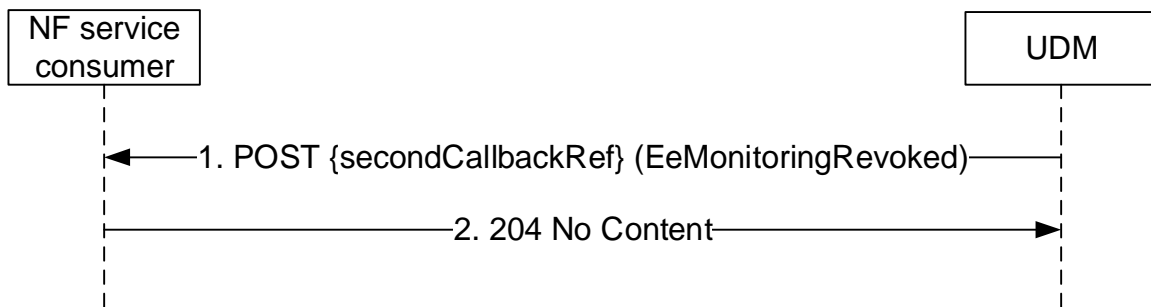 NF service
consumer
UDM
1. POST {secondCallbackRef} (EeMonitoringRevoked)
2. 204 No Content